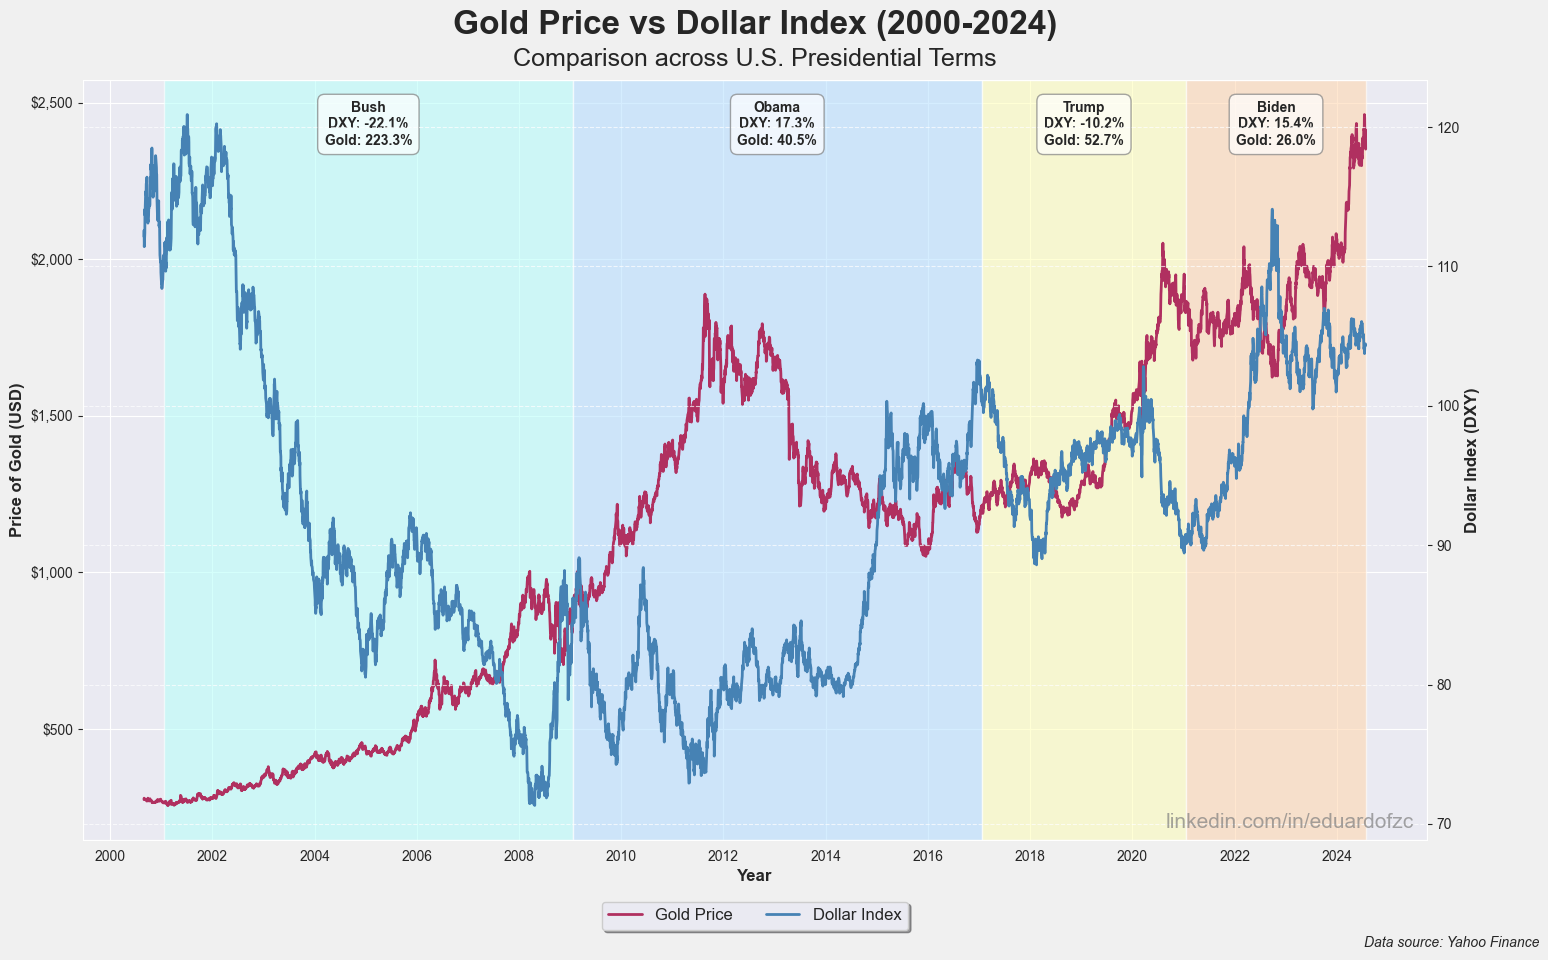 Gold Price vs Dollar Index (2000-2024)
Comparison across U.S. Presidential Terms
Bush
DXY: -22.1%
Gold: 223.3%
Obama
DXY: 17.3%
Gold: 40.5%
Trump
DXY: -10.2%
Gold: 52.7%
Biden
DXY: 15.4%
Gold: 26.0%
Price of Gold (USD)
$2,500
$2,000
$1,500
$1,000
$500
Dollar Index (DXY)
120
110
100
90
80
70
linkedin.com/in/eduardofzc
2000 2002 2004 2006 2008 2010 2012 2014 2016 2018 2020 2022 2024
Year
Gold Price Dollar Index
Data source: Yahoo Finance